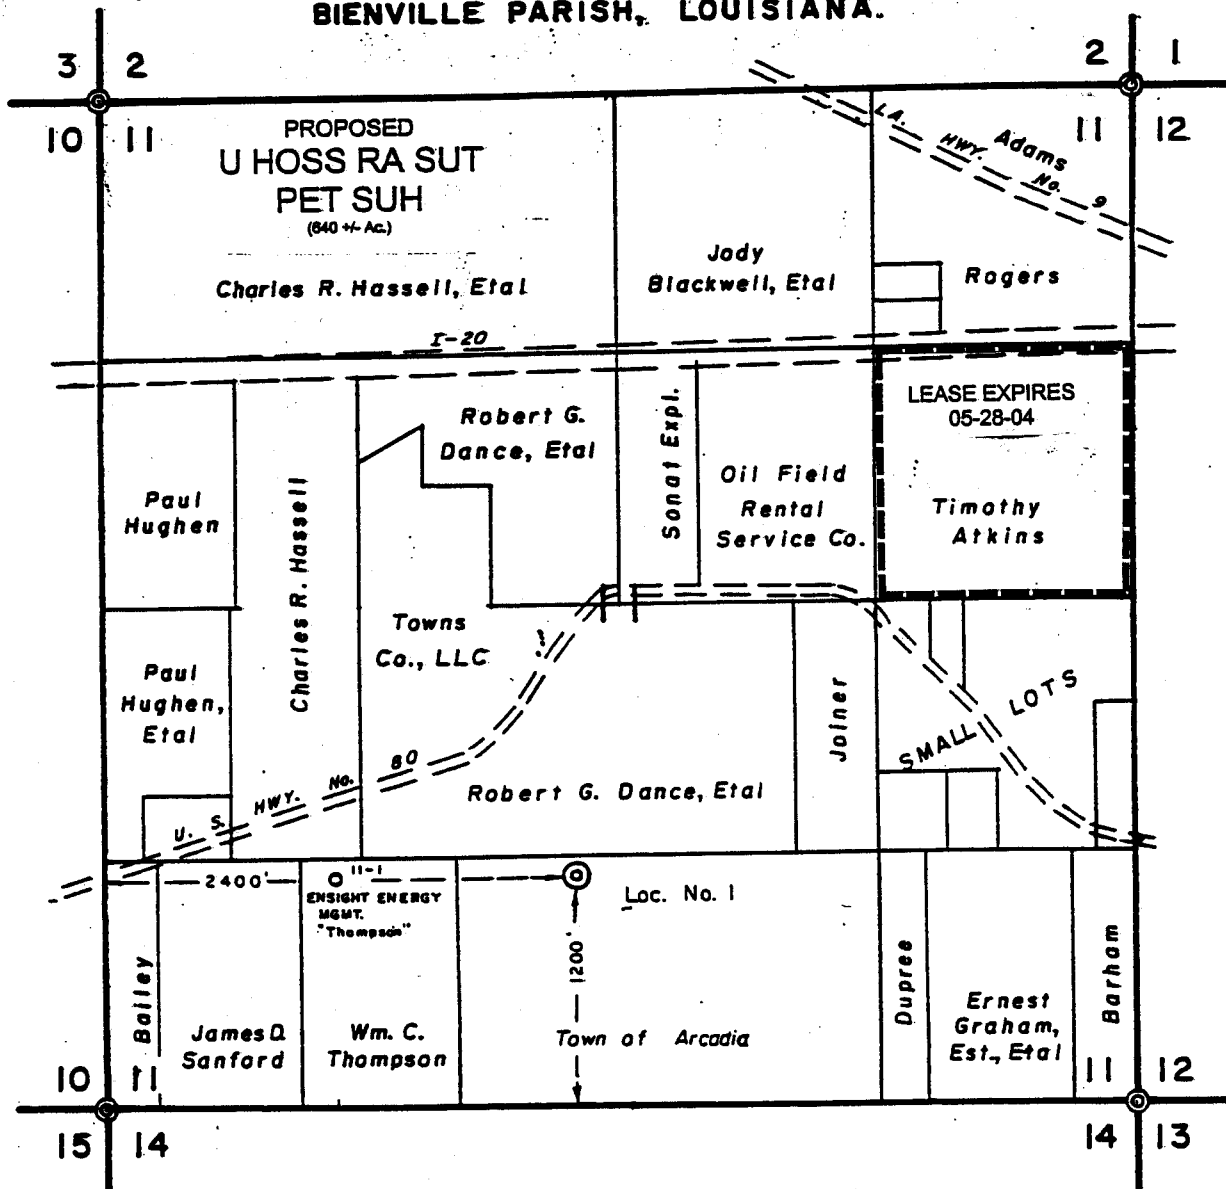 BIENVILLE PARISH, LOUISIANA.
3 2
2 1
10 11
11 12
PROPOSED
U HOSS RA SUT
PET SUH
(640 +/- Ac.)
LA. HWY. No. 9
Adams
Charles R. Hassell, Etal
Jody
Blackwell, Etal
Rogers
I-20
LEASE EXPIRES
05-28-04
Robert G.
Dance, Etal
Sonat Expl.
Oil Field
Rental
Service Co.
Timothy
Atkins
Paul
Hughen
Charles R. Hassell
Towns
Co., LLC
Paul
Hughen,
Etal
Joiner
SMALL LOTS
U. S. HWY. No. 80
Robert G. Dance, Etal
2400'
11-1
ENSIGHT ENERGY
MGMT.
"Thompson"
Loc. No. 1
1200'
Bailey
James D.
Sanford
Wm. C.
Thompson
Town of Arcadia
Dupree
Ernest
Graham,
Est., Etal
Barham
10 11
11 12
15 14
14 13